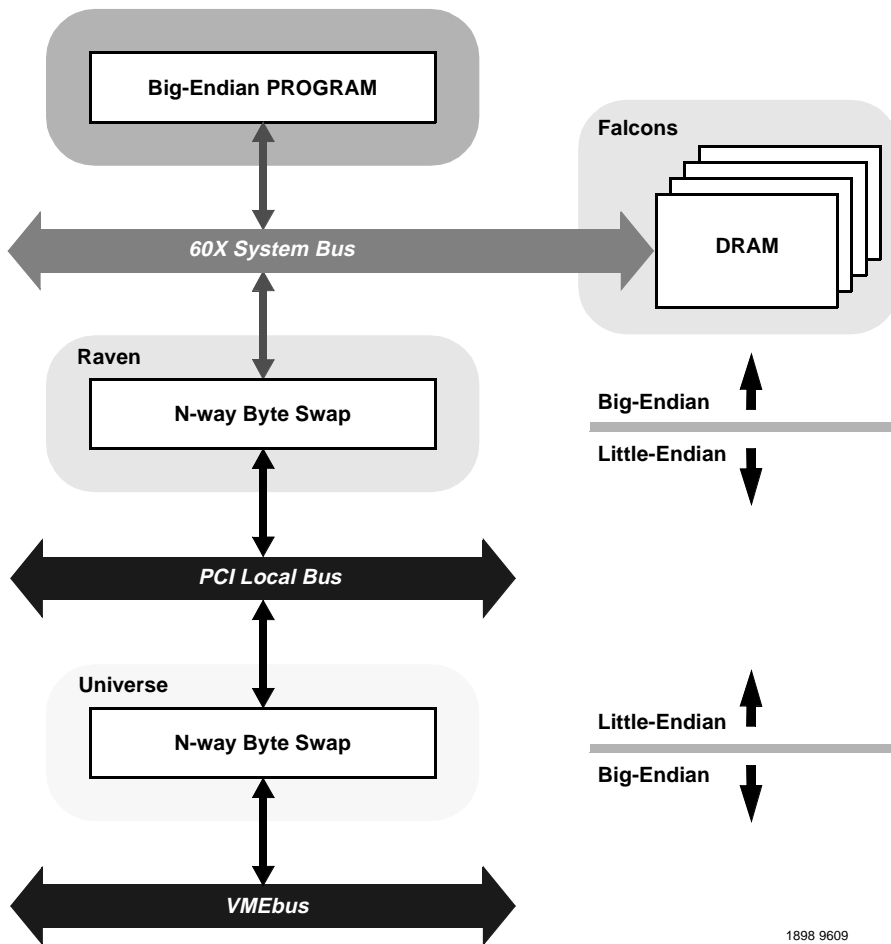 Big-Endian PROGRAM
Falcons
DRAM
60X System Bus
Raven
N-way Byte Swap
Big-Endian
Little-Endian
PCI Local Bus
Universe
N-way Byte Swap
Little-Endian
Big-Endian
VMEbus
1898 9609